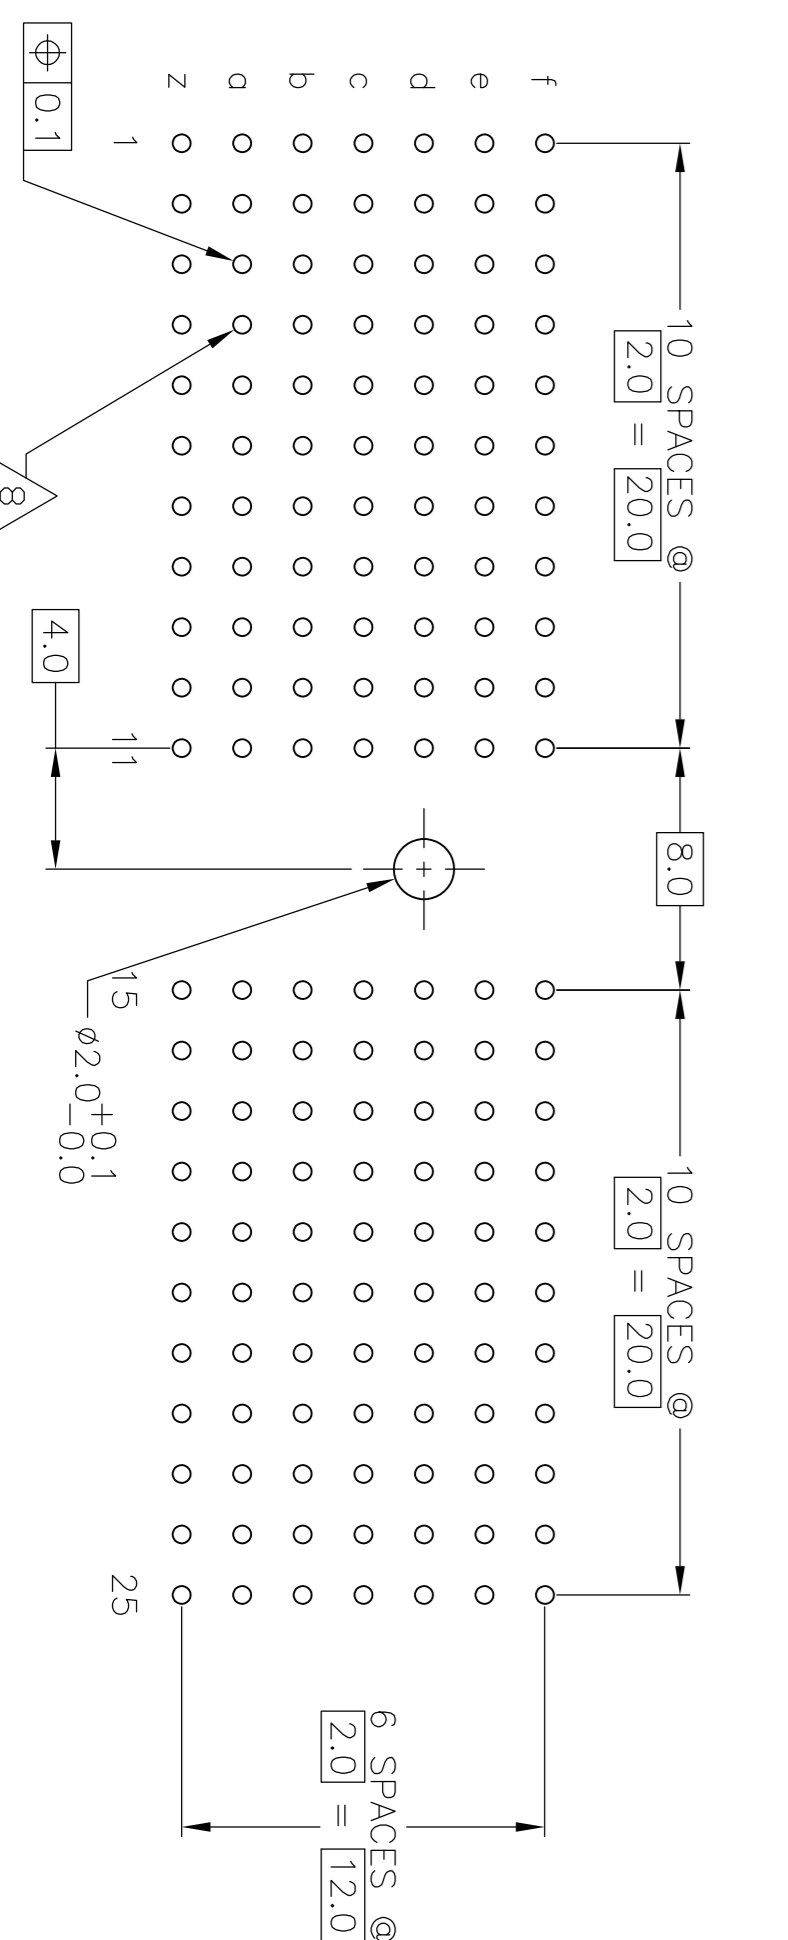 10 SPACES @
2.0 = 20.0
8.0
10 SPACES @
2.0 = 20.0
f
e
d
c
b
a
z
1
11
15
25
6 SPACES @
2.0 = 12.0
⌖ 0.1
8
4.0
ø2.0 +0.1
-0.0